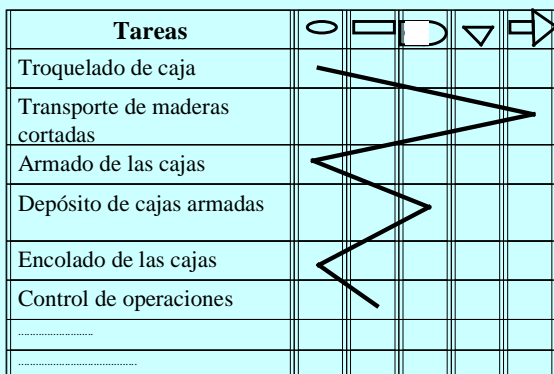 Tareas
Troquelado de caja
Transporte de maderas
cortadas
Armado de las cajas
Depósito de cajas armadas
Encolado de las cajas
Control de operaciones
..........................
.........................................